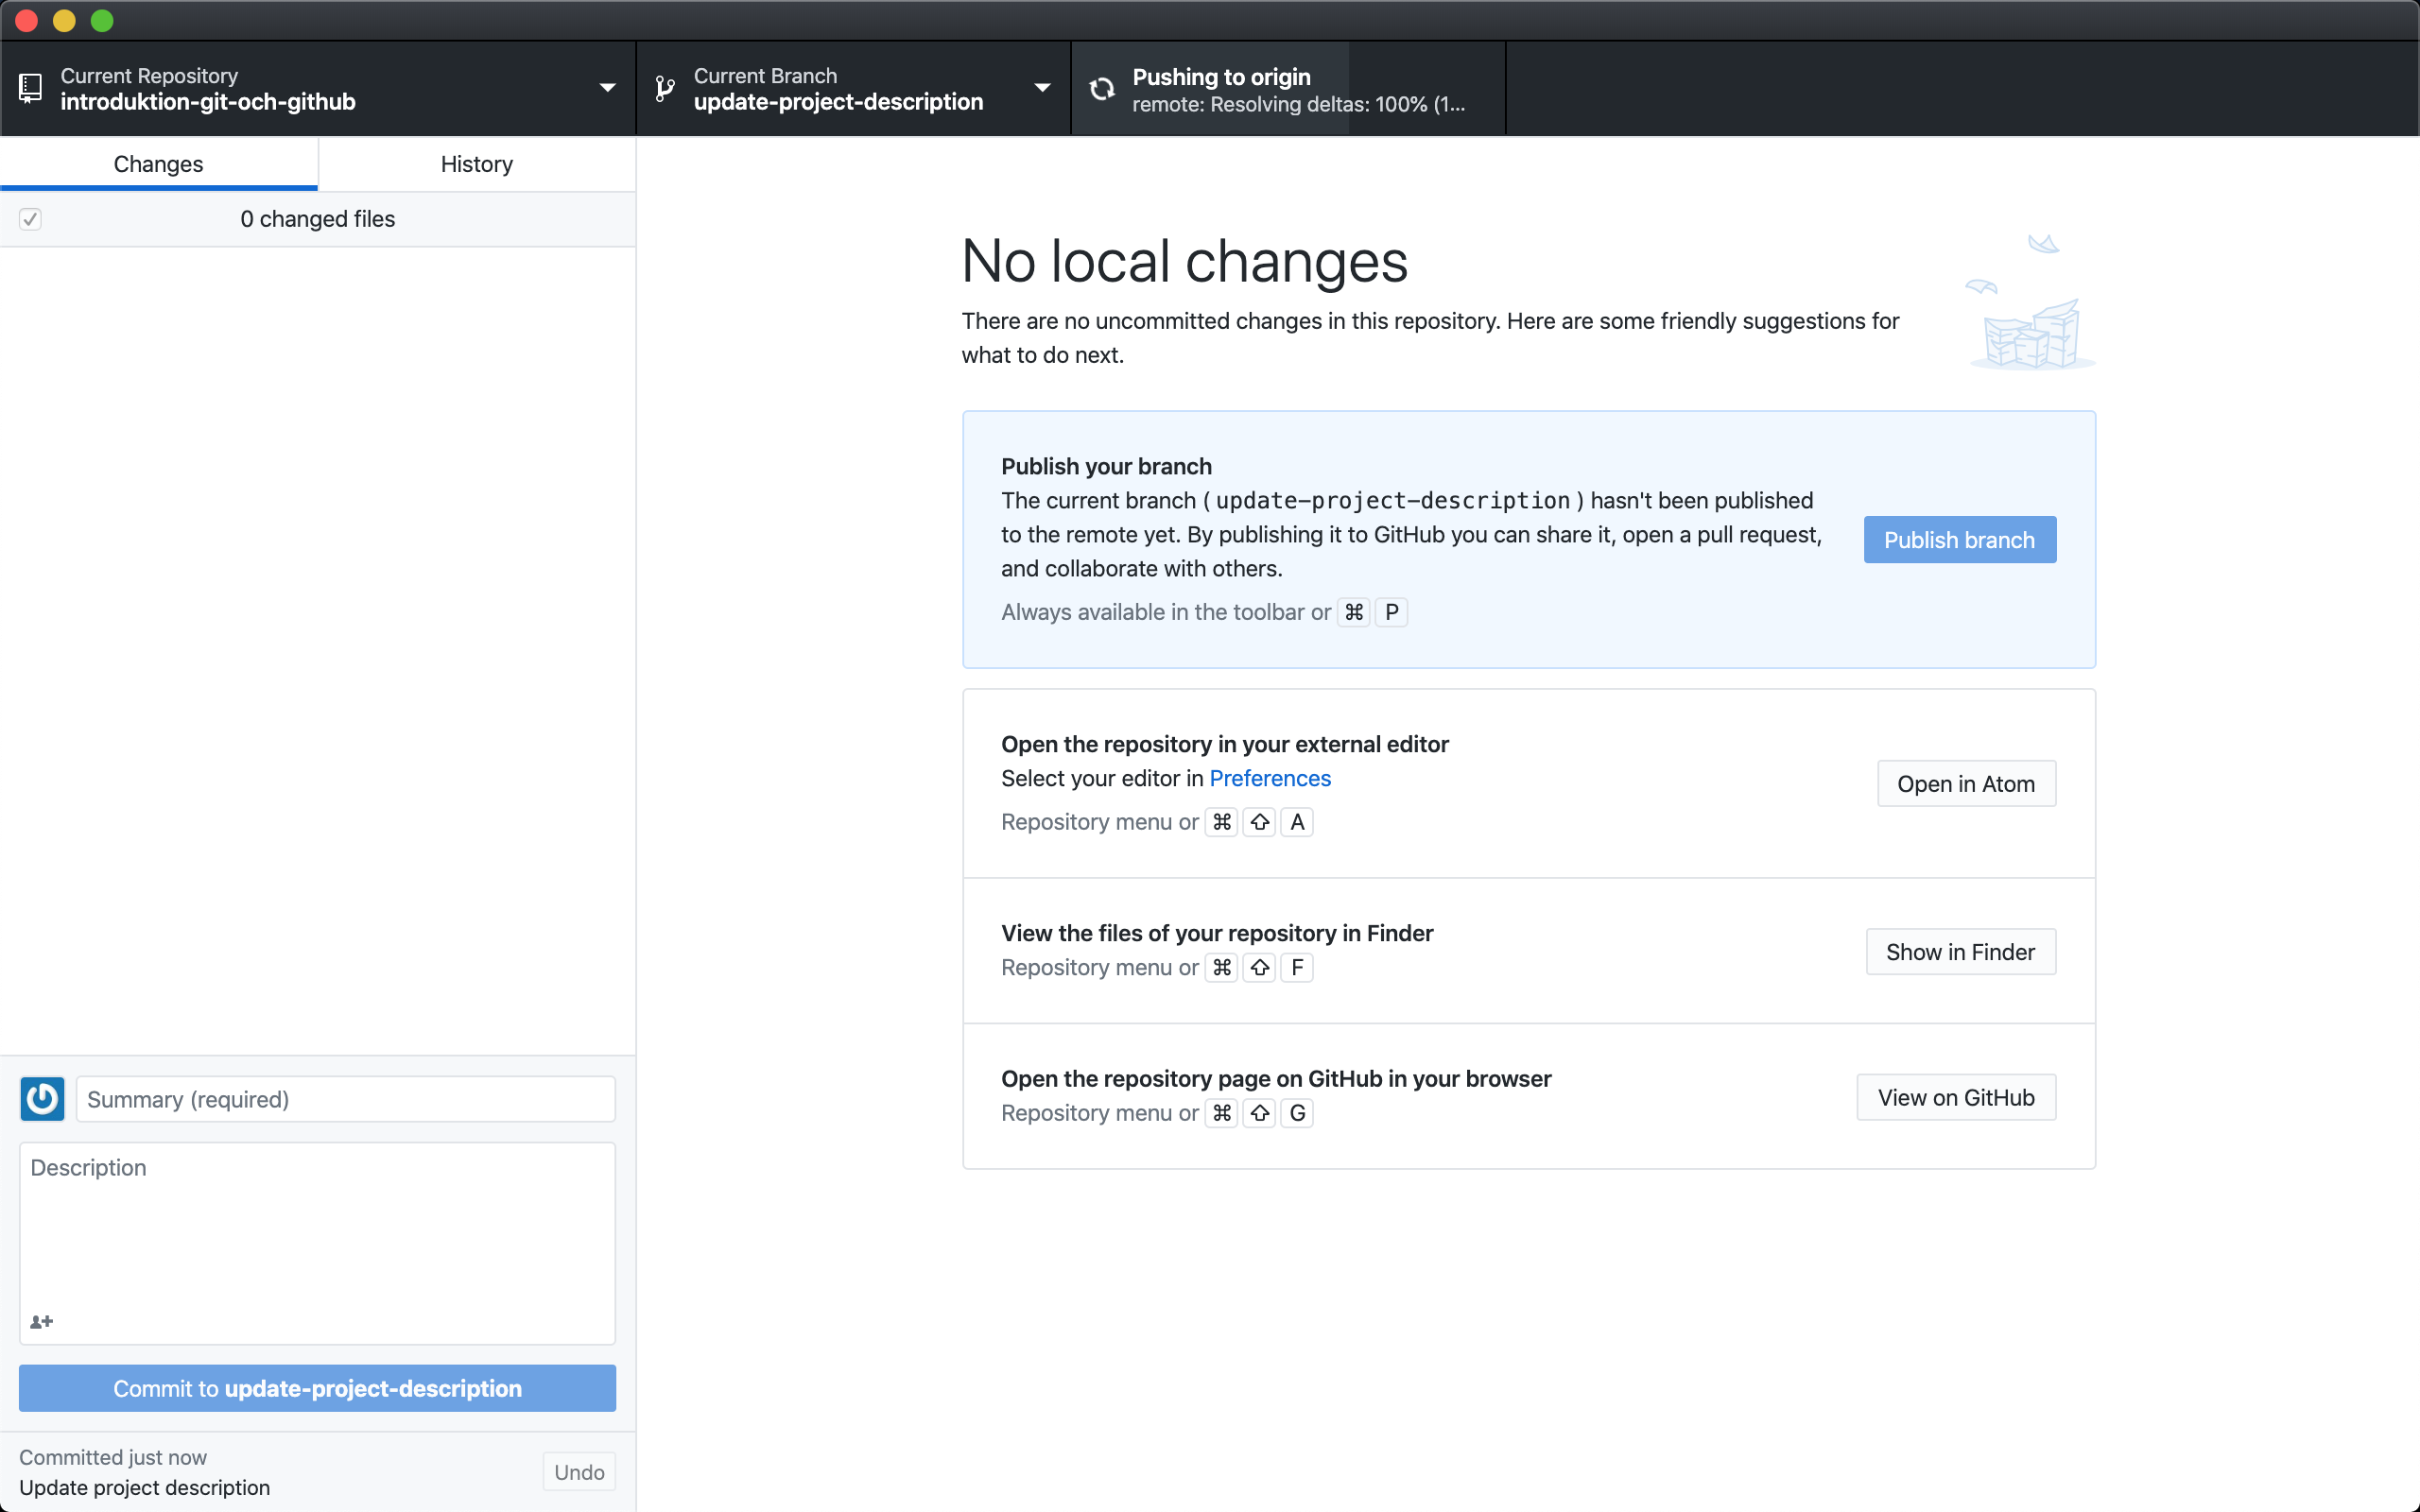 Current Repository
introduktion-git-och-github
Current Branch
update-project-description
Pushing to origin
remote: Resolving deltas: 100% (1...
Changes
History
0 changed files
No local changes
There are no uncommitted changes in this repository. Here are some friendly suggestions for
what to do next.
Publish your branch
The current branch ( update-project-description ) hasn't been published
to the remote yet. By publishing it to GitHub you can share it, open a pull request,
and collaborate with others.
Always available in the toolbar or ⌘ P
Publish branch
Open the repository in your external editor
Select your editor in Preferences
Repository menu or ⌘ ⇧ A
Open in Atom
View the files of your repository in Finder
Repository menu or ⌘ ⇧ F
Show in Finder
Open the repository page on GitHub in your browser
Repository menu or ⌘ ⇧ G
View on GitHub
Summary (required)
Description
Commit to update-project-description
Committed just now
Update project description
Undo